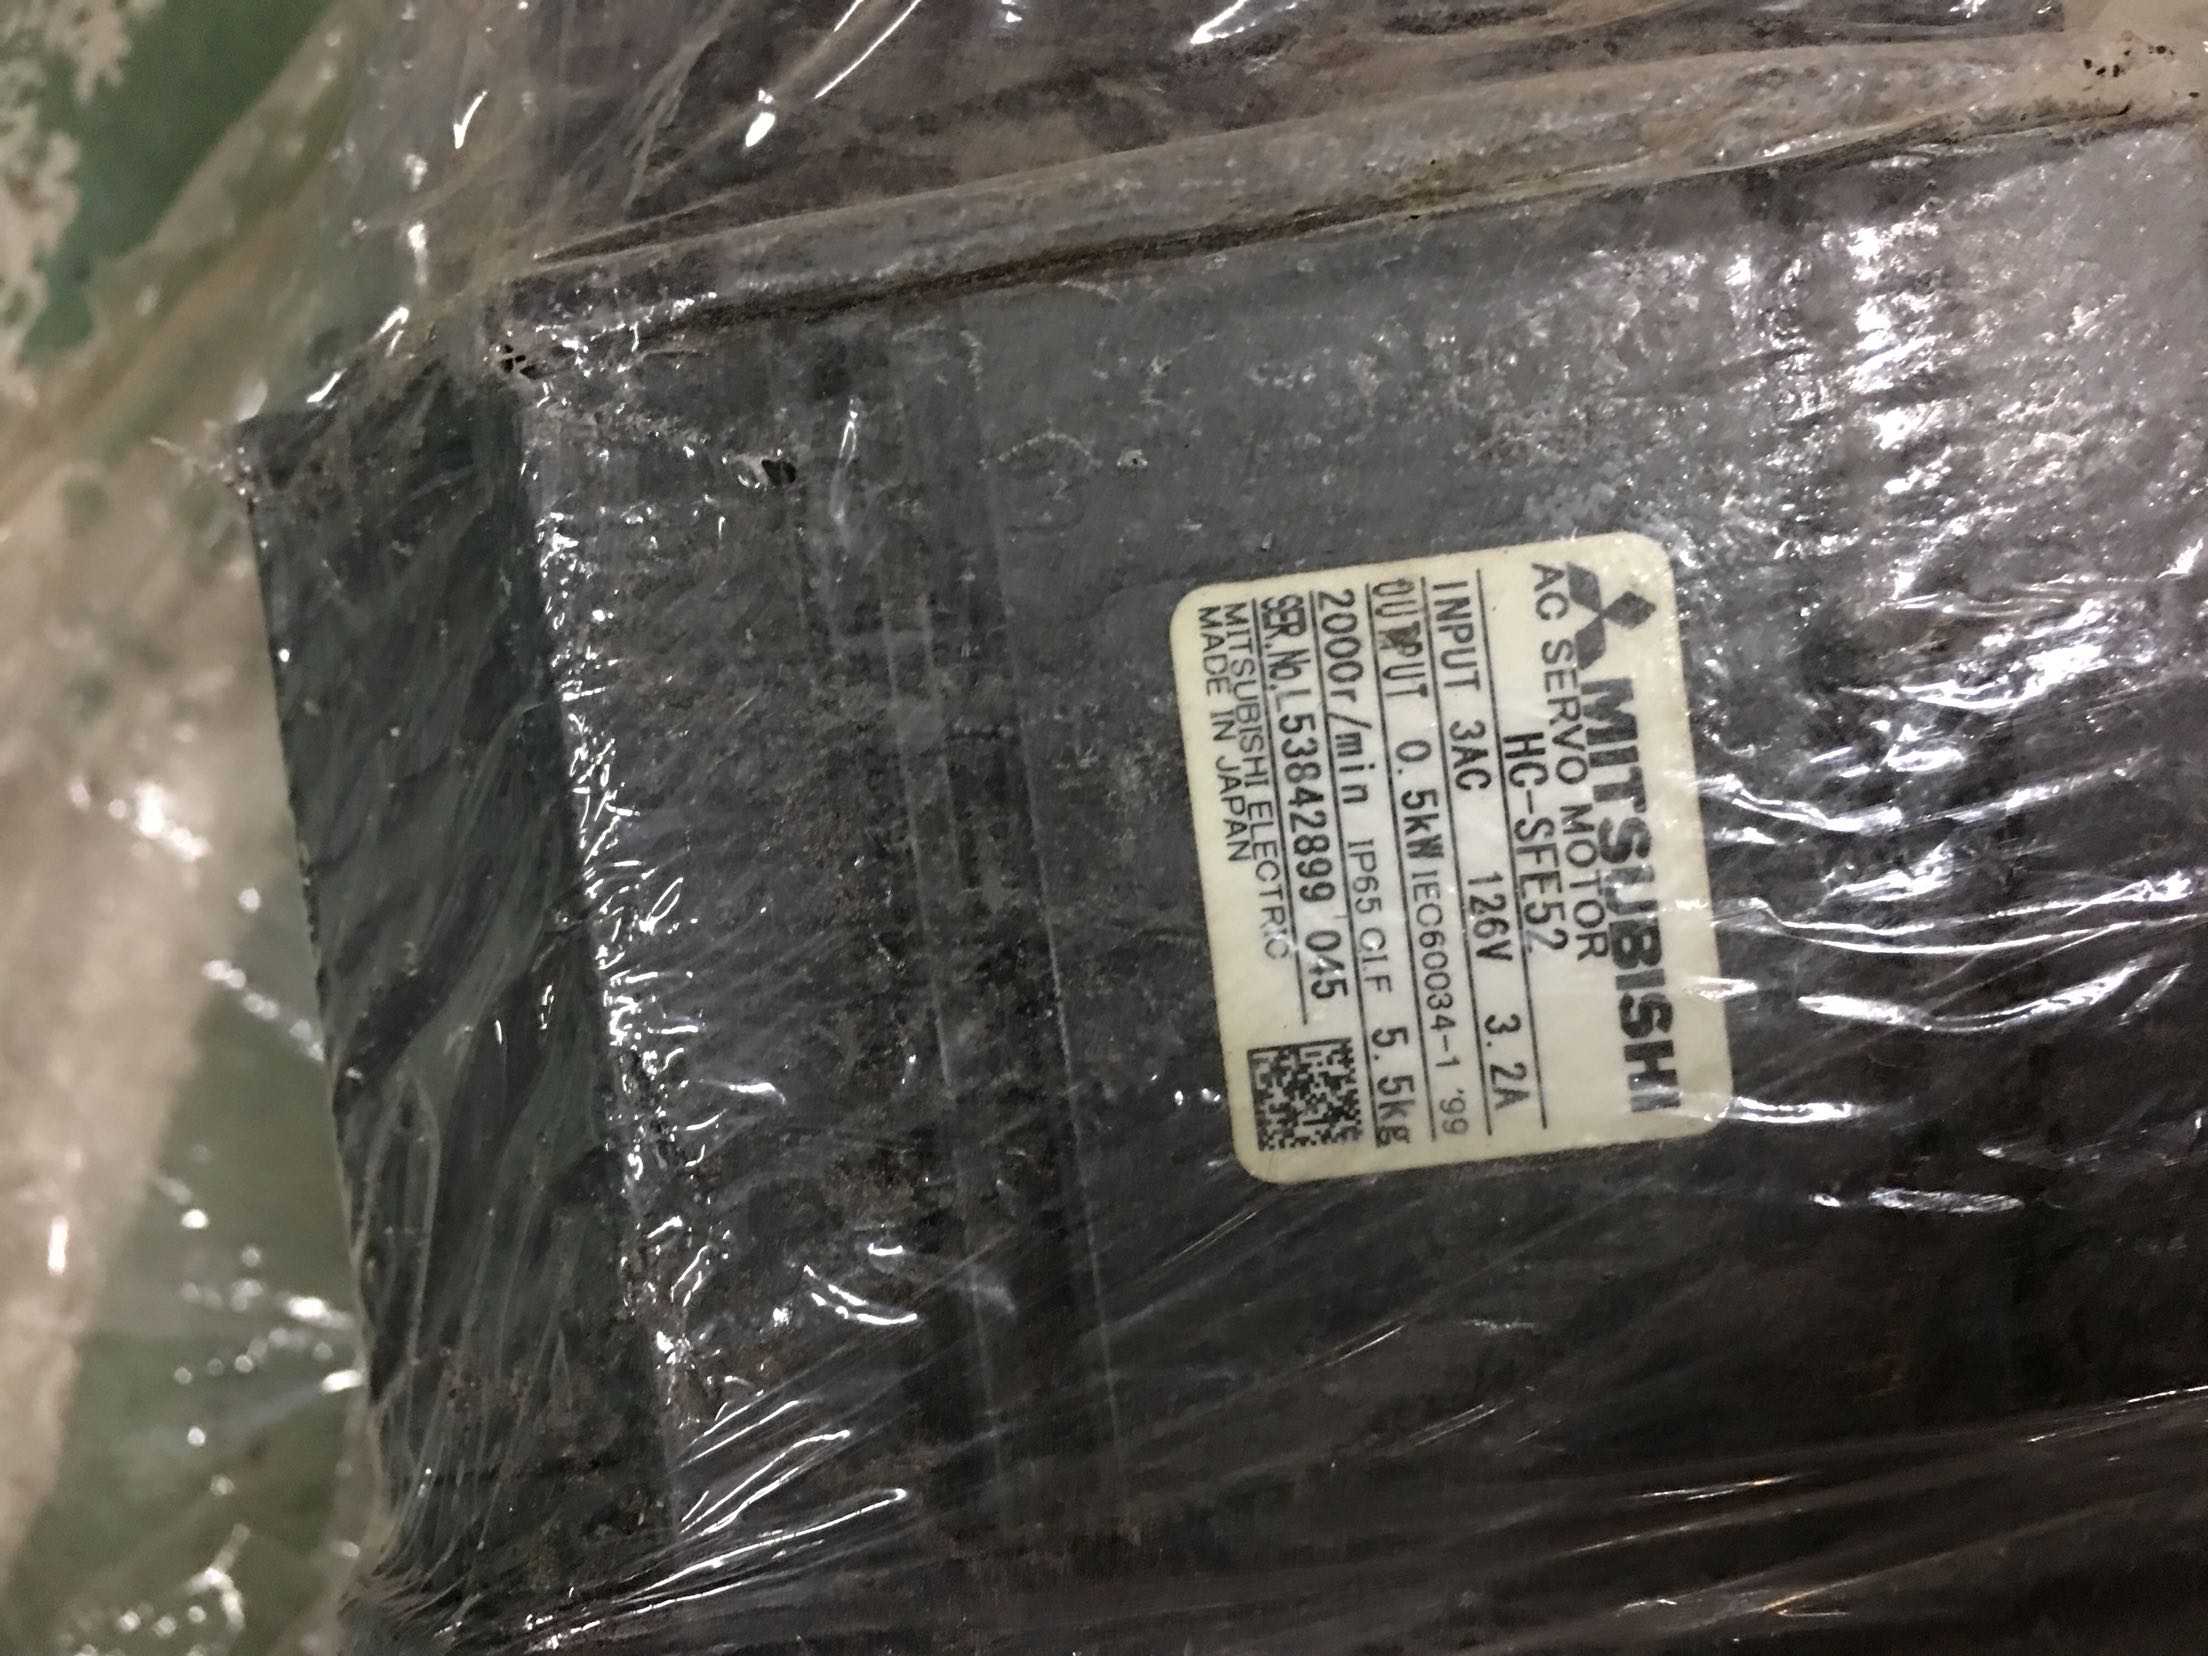 MITSUBISHI
AC SERVO MOTOR
HC-SFE52
INPUT 3AC 126V 3.2A
OUTPUT 0.5kW IEC60034-1 '99
2000r/min IP65 Cl.F 5.5kg
SER.No.L53842899 045
MITSUBISHI ELECTRIC
MADE IN JAPAN